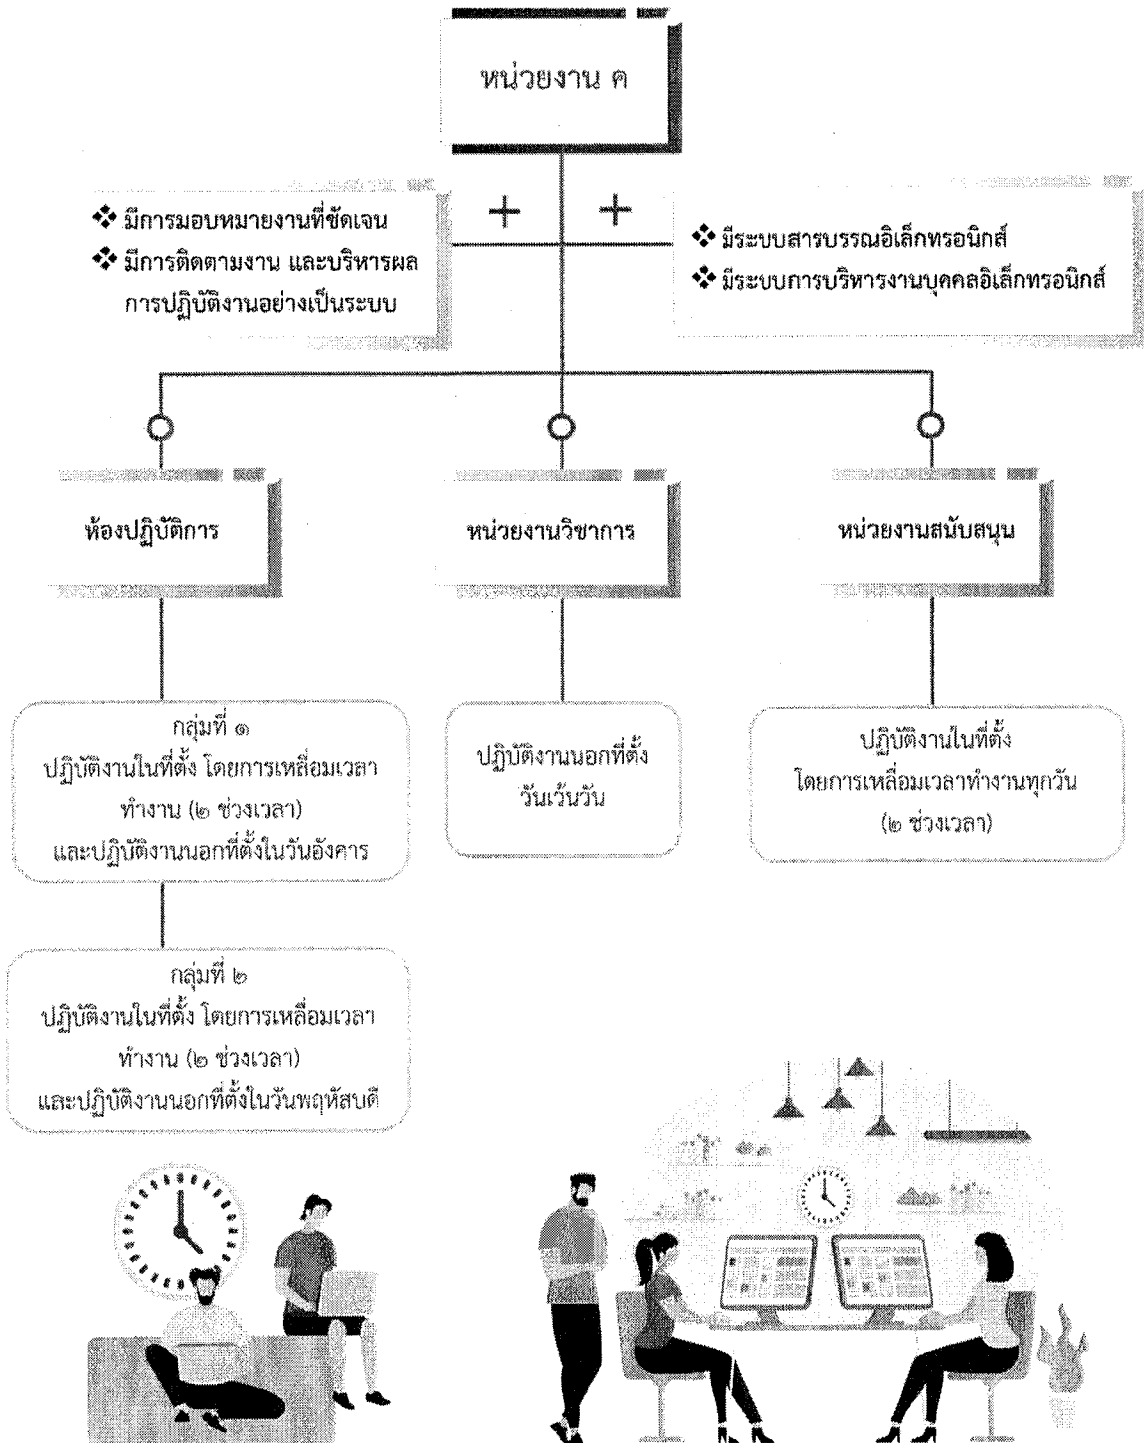 หน่วยงาน ค
❖ มีการมอบหมายงานที่ชัดเจน
❖ มีการติดตามงาน และบริหารผล
การปฏิบัติงานอย่างเป็นระบบ
❖ มีระบบสารบรรณอิเล็กทรอนิกส์
❖ มีระบบการบริหารงานบุคคลอิเล็กทรอนิกส์
ห้องปฏิบัติการ
หน่วยงานวิชาการ
หน่วยงานสนับสนุน
กลุ่มที่ ๑
ปฏิบัติงานในที่ตั้ง โดยการเหลื่อมเวลา
ทำงาน (๒ ช่วงเวลา)
และปฏิบัติงานนอกที่ตั้งในวันอังคาร
ปฏิบัติงานนอกที่ตั้ง
วันเว้นวัน
ปฏิบัติงานในที่ตั้ง
โดยการเหลื่อมเวลาทำงานทุกวัน
(๒ ช่วงเวลา)
กลุ่มที่ ๒
ปฏิบัติงานในที่ตั้ง โดยการเหลื่อมเวลา
ทำงาน (๒ ช่วงเวลา)
และปฏิบัติงานนอกที่ตั้งในวันพฤหัสบดี